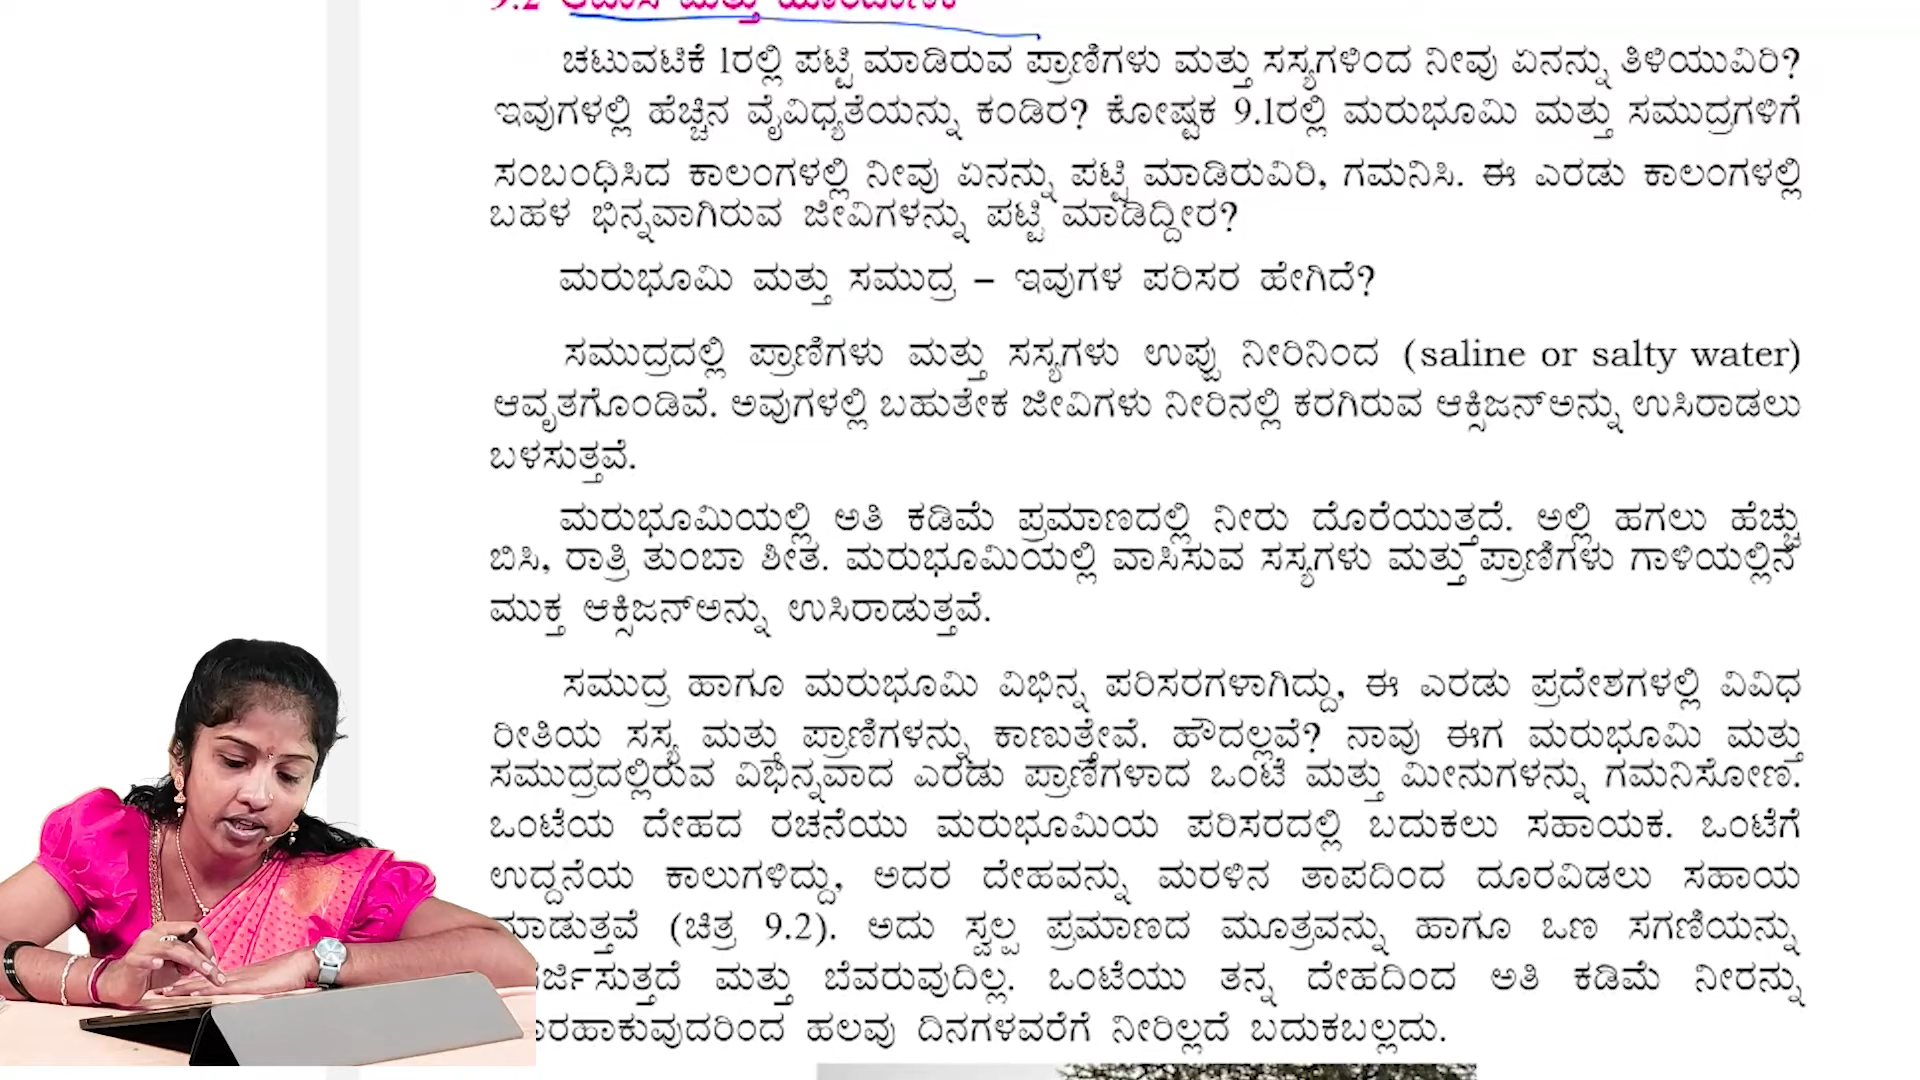 9.2 ಆವಾಸ ಮತ್ತು ಹೊಂದಾಣಿಕೆ
ಚಟುವಟಿಕೆ 1ರಲ್ಲಿ ಪಟ್ಟಿ ಮಾಡಿರುವ ಪ್ರಾಣಿಗಳು ಮತ್ತು ಸಸ್ಯಗಳಿಂದ ನೀವು ಏನನ್ನು ತಿಳಿಯುವಿರಿ?
ಇವುಗಳಲ್ಲಿ ಹೆಚ್ಚಿನ ವೈವಿಧ್ಯತೆಯನ್ನು ಕಂಡಿರ? ಕೋಷ್ಟಕ 9.1ರಲ್ಲಿ ಮರುಭೂಮಿ ಮತ್ತು ಸಮುದ್ರಗಳಿಗೆ
ಸಂಬಂಧಿಸಿದ ಕಾಲಂಗಳಲ್ಲಿ ನೀವು ಏನನ್ನು ಪಟ್ಟಿ ಮಾಡಿರುವಿರಿ, ಗಮನಿಸಿ. ಈ ಎರಡು ಕಾಲಂಗಳಲ್ಲಿ
ಬಹಳ ಭಿನ್ನವಾಗಿರುವ ಜೀವಿಗಳನ್ನು ಪಟ್ಟಿ ಮಾಡಿದ್ದೀರ?
ಮರುಭೂಮಿ ಮತ್ತು ಸಮುದ್ರ – ಇವುಗಳ ಪರಿಸರ ಹೇಗಿದೆ?
ಸಮುದ್ರದಲ್ಲಿ ಪ್ರಾಣಿಗಳು ಮತ್ತು ಸಸ್ಯಗಳು ಉಪ್ಪು ನೀರಿನಿಂದ (saline or salty water)
ಆವೃತಗೊಂಡಿವೆ. ಅವುಗಳಲ್ಲಿ ಬಹುತೇಕ ಜೀವಿಗಳು ನೀರಿನಲ್ಲಿ ಕರಗಿರುವ ಆಕ್ಸಿಜನ್‌ಅನ್ನು ಉಸಿರಾಡಲು
ಬಳಸುತ್ತವೆ.
ಮರುಭೂಮಿಯಲ್ಲಿ ಅತಿ ಕಡಿಮೆ ಪ್ರಮಾಣದಲ್ಲಿ ನೀರು ದೊರೆಯುತ್ತದೆ. ಅಲ್ಲಿ ಹಗಲು ಹೆಚ್ಚು
ಬಿಸಿ, ರಾತ್ರಿ ತುಂಬಾ ಶೀತ. ಮರುಭೂಮಿಯಲ್ಲಿ ವಾಸಿಸುವ ಸಸ್ಯಗಳು ಮತ್ತು ಪ್ರಾಣಿಗಳು ಗಾಳಿಯಲ್ಲಿನ
ಮುಕ್ತ ಆಕ್ಸಿಜನ್‌ಅನ್ನು ಉಸಿರಾಡುತ್ತವೆ.
ಸಮುದ್ರ ಹಾಗೂ ಮರುಭೂಮಿ ವಿಭಿನ್ನ ಪರಿಸರಗಳಾಗಿದ್ದು, ಈ ಎರಡು ಪ್ರದೇಶಗಳಲ್ಲಿ ವಿವಿಧ
ರೀತಿಯ ಸಸ್ಯ ಮತ್ತು ಪ್ರಾಣಿಗಳನ್ನು ಕಾಣುತ್ತೇವೆ. ಹೌದಲ್ಲವೆ? ನಾವು ಈಗ ಮರುಭೂಮಿ ಮತ್ತು
ಸಮುದ್ರದಲ್ಲಿರುವ ವಿಭಿನ್ನವಾದ ಎರಡು ಪ್ರಾಣಿಗಳಾದ ಒಂಟೆ ಮತ್ತು ಮೀನುಗಳನ್ನು ಗಮನಿಸೋಣ.
ಒಂಟೆಯ ದೇಹದ ರಚನೆಯು ಮರುಭೂಮಿಯ ಪರಿಸರದಲ್ಲಿ ಬದುಕಲು ಸಹಾಯಕ. ಒಂಟೆಗೆ
ಉದ್ದನೆಯ ಕಾಲುಗಳಿದ್ದು, ಅದರ ದೇಹವನ್ನು ಮರಳಿನ ತಾಪದಿಂದ ದೂರವಿಡಲು ಸಹಾಯ
ಮಾಡುತ್ತವೆ (ಚಿತ್ರ 9.2). ಅದು ಸ್ವಲ್ಪ ಪ್ರಮಾಣದ ಮೂತ್ರವನ್ನು ಹಾಗೂ ಒಣ ಸಗಣಿಯನ್ನು
ರ್ಜಿಸುತ್ತದೆ ಮತ್ತು ಬೆವರುವುದಿಲ್ಲ. ಒಂಟೆಯು ತನ್ನ ದೇಹದಿಂದ ಅತಿ ಕಡಿಮೆ ನೀರನ್ನು
ರಹಾಕುವುದರಿಂದ ಹಲವು ದಿನಗಳವರೆಗೆ ನೀರಿಲ್ಲದೆ ಬದುಕಬಲ್ಲದು.